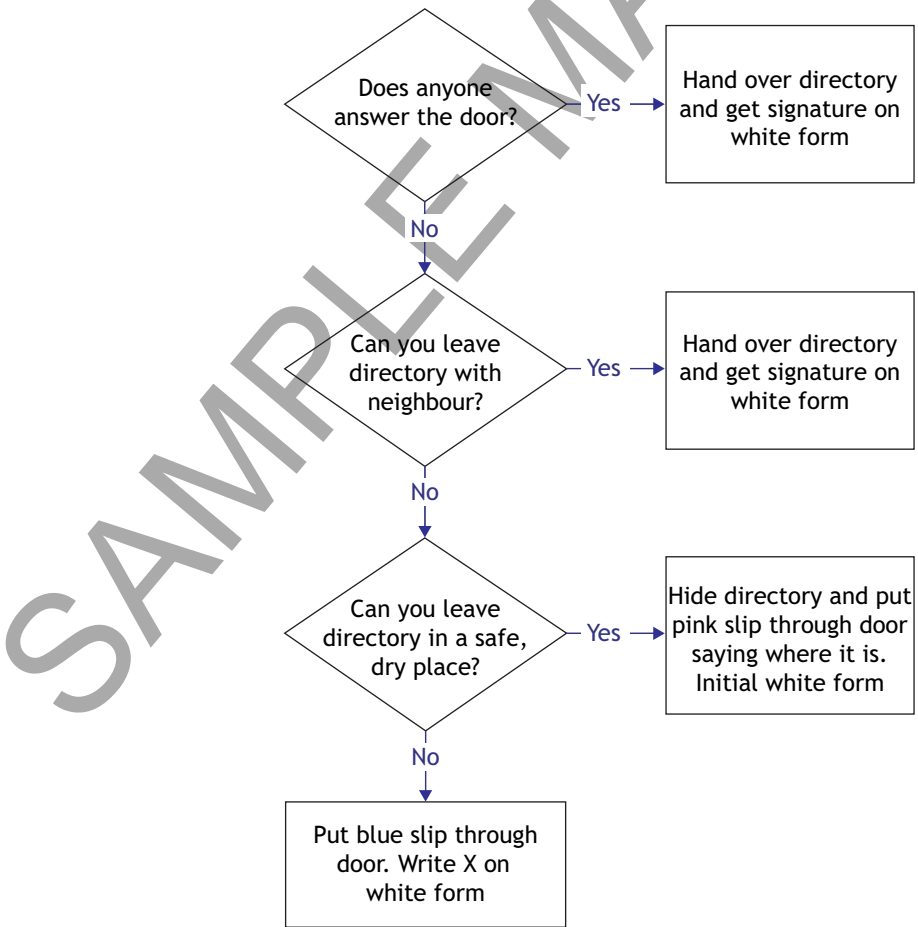 Does anyone
answer the door?
Yes
Hand over directory
and get signature on
white form
No
Can you leave
directory with
neighbour?
Yes
Hand over directory
and get signature on
white form
No
Can you leave
directory in a safe,
dry place?
Yes
Hide directory and put
pink slip through door
saying where it is.
Initial white form
No
Put blue slip through
door. Write X on
white form
SAMPLE MA